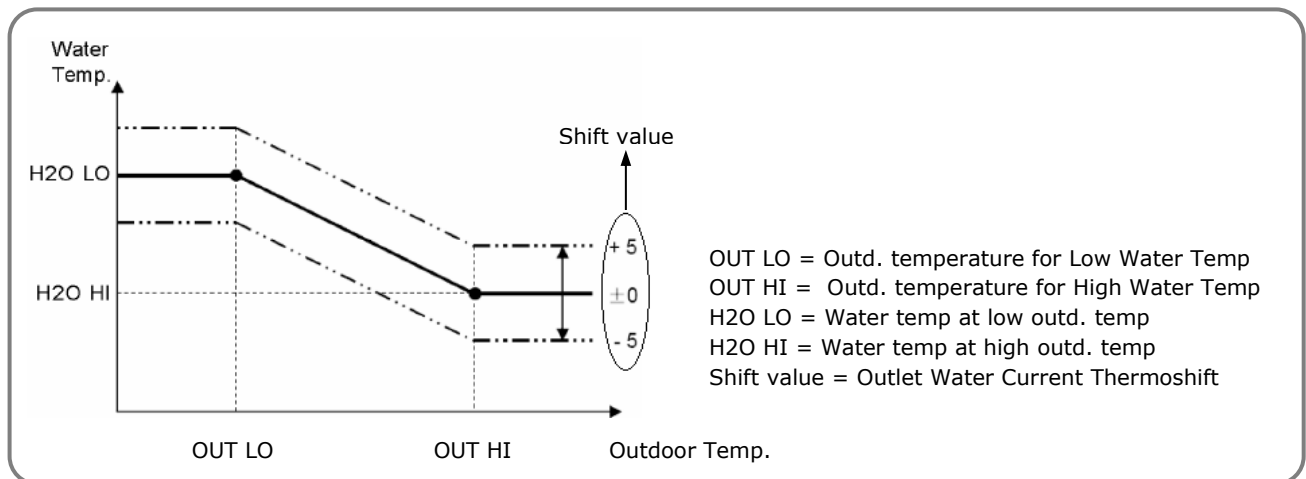 Water
Temp.
Shift value
H2O LO
+ 5
H2O HI
±0
- 5
OUT LO = Outd. temperature for Low Water Temp
OUT HI = Outd. temperature for High Water Temp
H2O LO = Water temp at low outd. temp
H2O HI = Water temp at high outd. temp
Shift value = Outlet Water Current Thermoshift
OUT LO
OUT HI
Outdoor Temp.